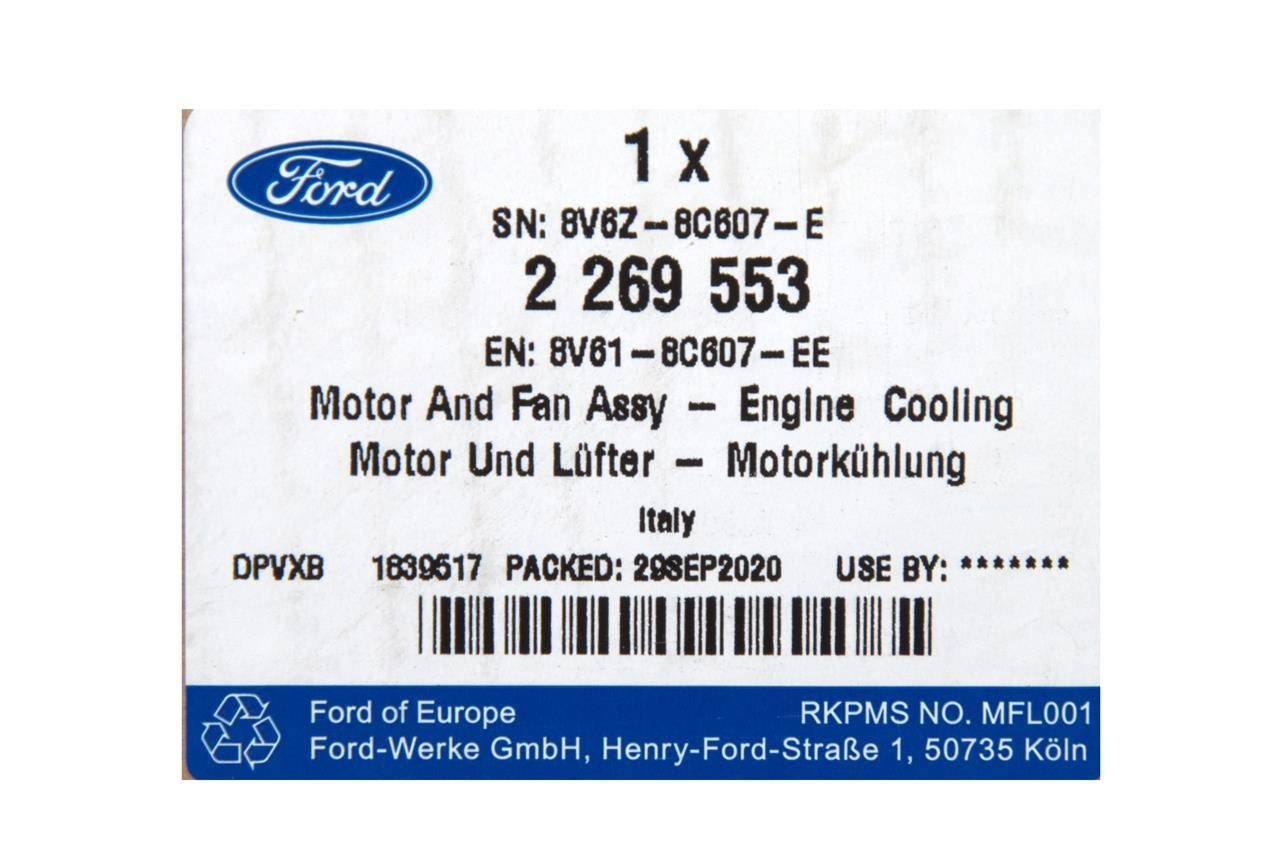 Ford
1 x
SN: 8V6Z-8C607-E
2 269 553
EN: 8V61-8C607-EE
Motor And Fan Assy - Engine Cooling
Motor Und Lüfter - Motorkühlung
Italy
DPVXB 1639517 PACKED: 29SEP2020 USE BY: *******
Ford of Europe RKPMS NO. MFL001
Ford-Werke GmbH, Henry-Ford-Straße 1, 50735 Köln